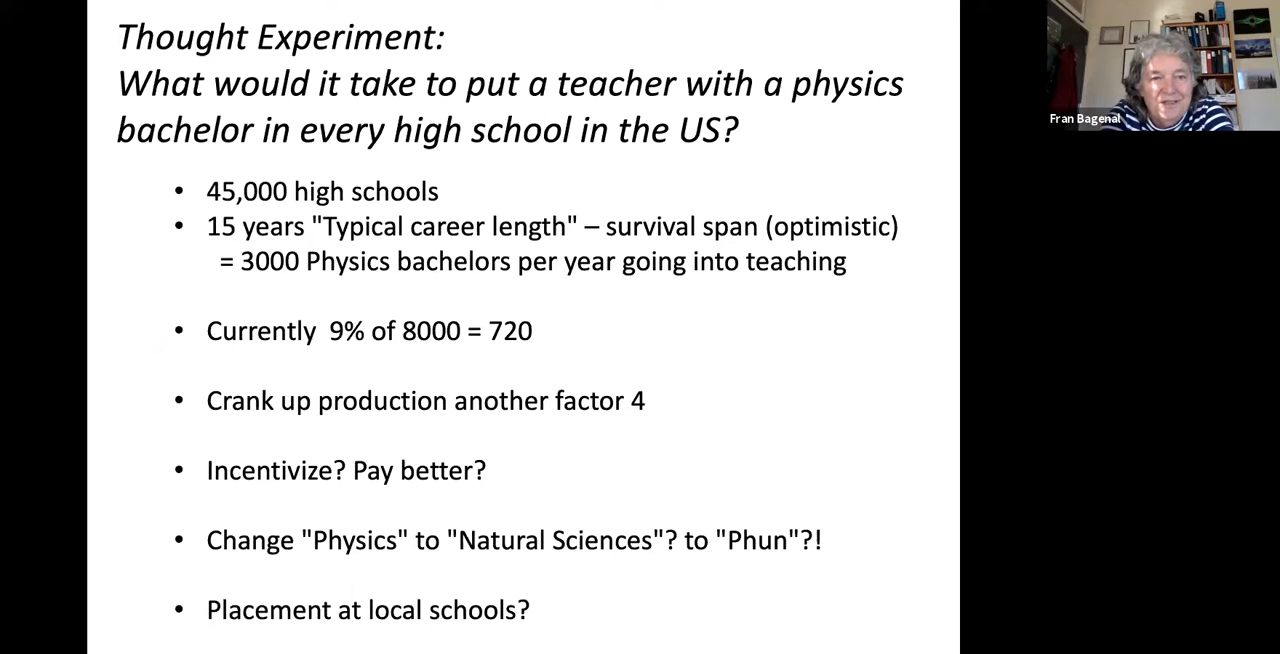 Thought Experiment:
What would it take to put a teacher with a physics
bachelor in every high school in the US?
• 45,000 high schools
• 15 years "Typical career length" – survival span (optimistic)
= 3000 Physics bachelors per year going into teaching
• Currently 9% of 8000 = 720
• Crank up production another factor 4
• Incentivize? Pay better?
• Change "Physics" to "Natural Sciences"? to "Phun"?!
• Placement at local schools?
Fran Bagenal